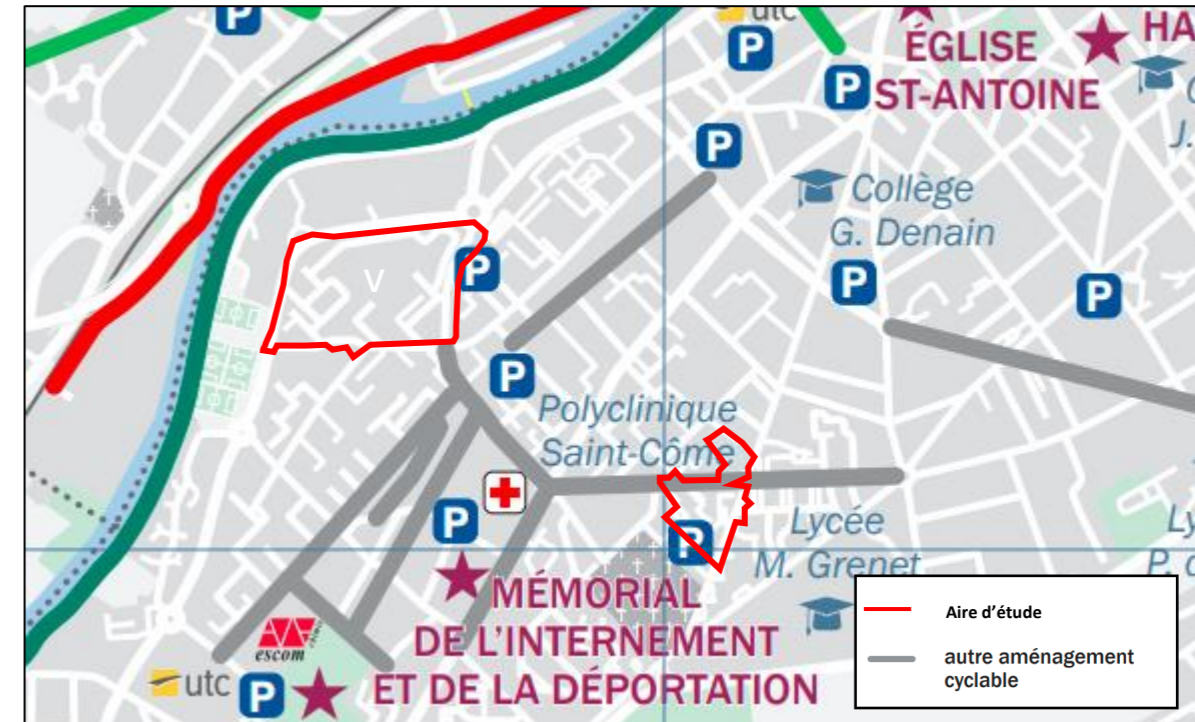 P
utc
P
ÉGLISE
ST-ANTOINE
P
HA
J.
P
Collège
G. Denain
P
V
P
P
P
Polyclinique
Saint-Côme
P
P
Lycée
M. Grenet
Ly
P. d
MÉMORIAL
DE L'INTERNEMENT
ET DE LA DÉPORTATION
escom
utc
P
Aire d'étude
autre aménagement
cyclable